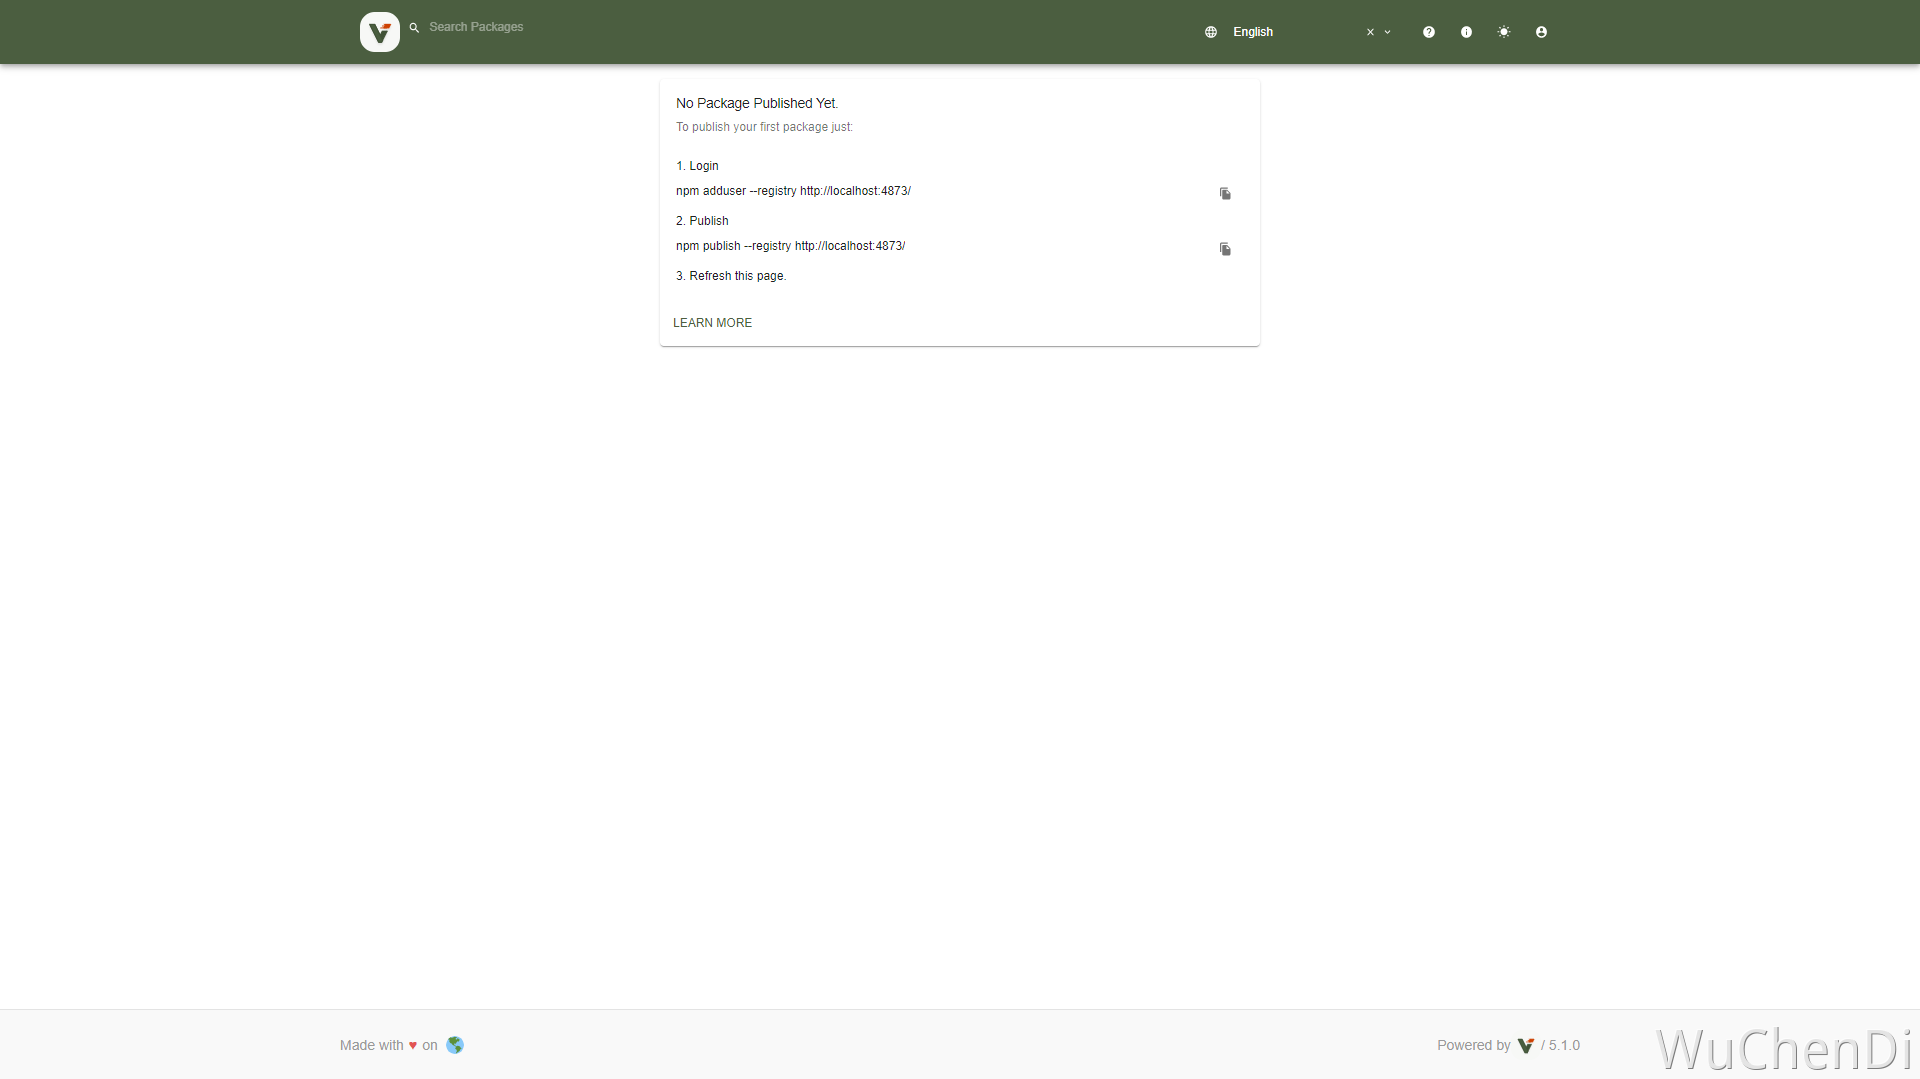 Search Packages
English
No Package Published Yet.
To publish your first package just:
1. Login
npm adduser --registry http://localhost:4873/
2. Publish
npm publish --registry http://localhost:4873/
3. Refresh this page.
LEARN MORE
Made with ♥ on
Powered by / 5.1.0
WuChenDi